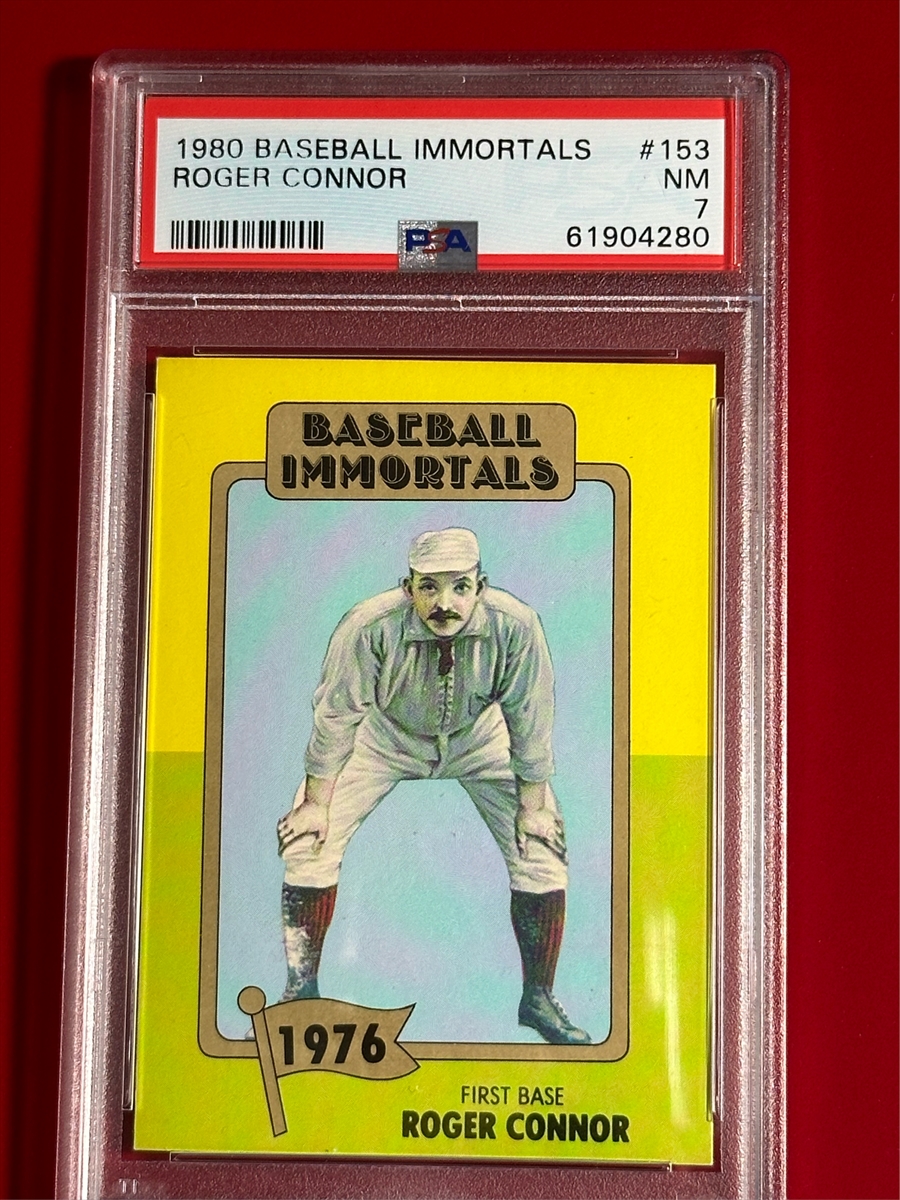 1980 BASEBALL IMMORTALS #153
ROGER CONNOR NM
7
PSA 61904280
BASEBALL
IMMORTALS
1976
FIRST BASE
ROGER CONNOR